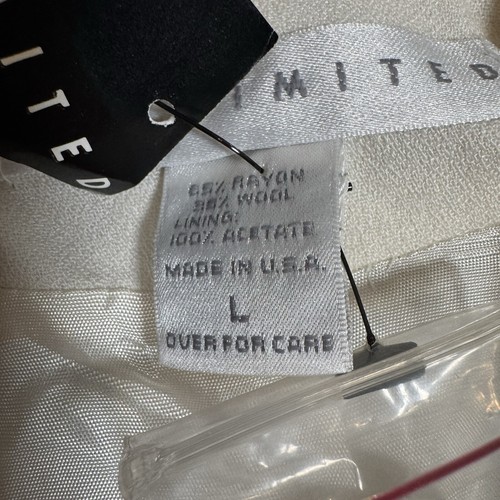 ITED
IMITED
65% RAYON
35% WOOL
LINING:
100% ACETATE
MADE IN U.S.A.
L
OVER FOR CARE